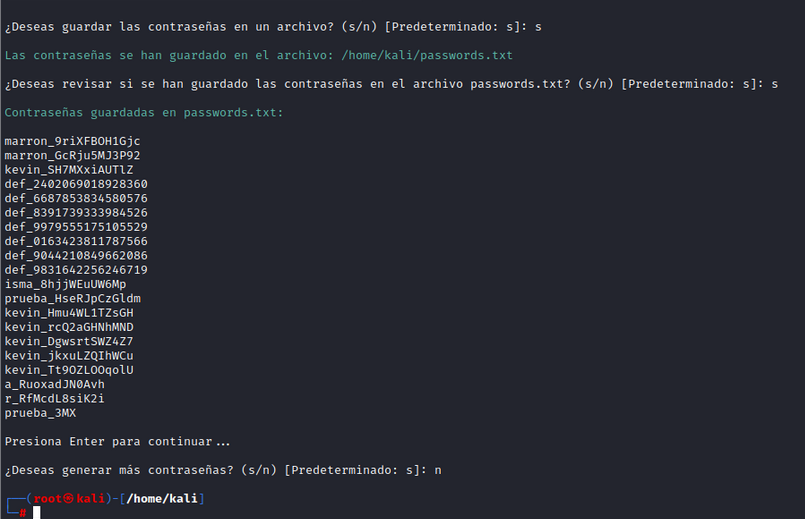 ¿Deseas guardar las contraseñas en un archivo? (s/n) [Predeterminado: s]: s
Las contraseñas se han guardado en el archivo: /home/kali/passwords.txt
¿Deseas revisar si se han guardado las contraseñas en el archivo passwords.txt? (s/n) [Predeterminado: s]: s
Contraseñas guardadas en passwords.txt:
marron_9riXFBOH1Gjc
marron_GcRju5MJ3P92
kevin_SH7MXxiAUTlZ
def_2402069018928360
def_6687853834580576
def_8391739333984526
def_9979555175105529
def_0163423811787566
def_9044210849662086
def_9831642256246719
isma_8hjjWEuUW6Mp
prueba_HseRJpCzGldm
kevin_Hmu4WL1TZsGH
kevin_rcQ2aGHNhMND
kevin_DgwsrtSWZ4Z7
kevin_jkxuLZQIhWCu
kevin_Tt9OZLOOqolU
a_RuoxadJN0Avh
r_RfMcdL8siK2i
prueba_3MX
Presiona Enter para continuar...
¿Deseas generar más contraseñas? (s/n) [Predeterminado: s]: n
┌──(root㉿kali)-[/home/kali]
└─#